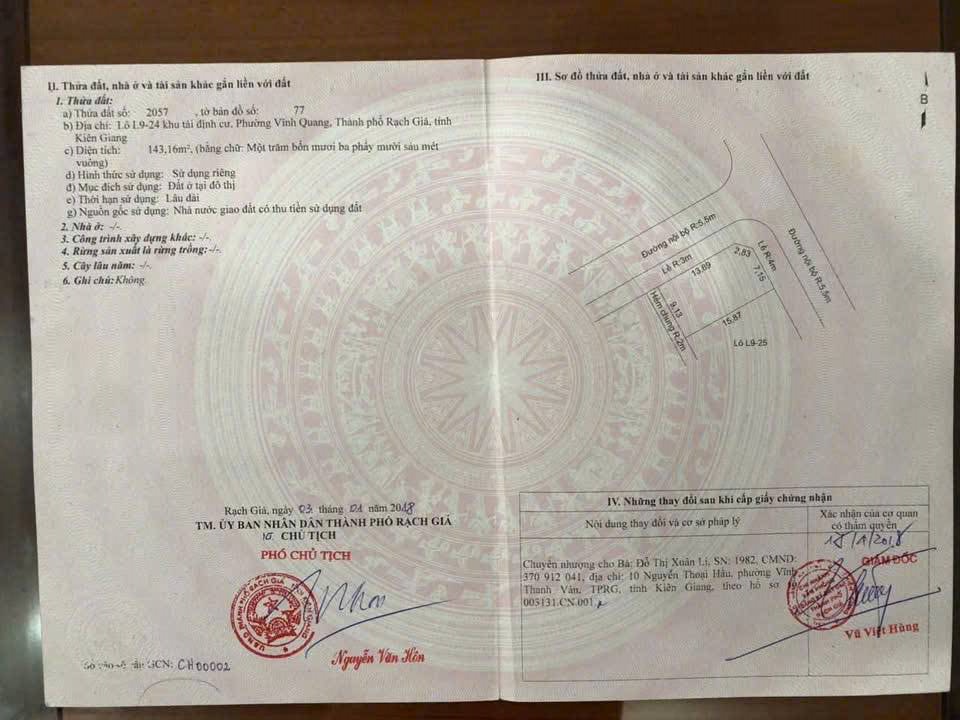 II. Thửa đất, nhà ở và tài sản khác gắn liền với đất
1. Thửa đất:
a) Thửa đất số: 2057 , tờ bản đồ số: 77
b) Địa chỉ: Lô L9-24 khu tái định cư, Phường Vĩnh Quang, Thành phố Rạch Giá, tỉnh
Kiên Giang
c) Diện tích: 143,16m², (bằng chữ: Một trăm bốn mươi ba phẩy mười sáu mét
vuông)
d) Hình thức sử dụng: Sử dụng riêng
đ) Mục đích sử dụng: Đất ở tại đô thị
e) Thời hạn sử dụng: Lâu dài
g) Nguồn gốc sử dụng: Nhà nước giao đất có thu tiền sử dụng đất
2. Nhà ở: -/-
3. Công trình xây dựng khác: -/-
4. Rừng sản xuất là rừng trồng: -/-
5. Cây lâu năm: -/-
6. Ghi chú: Không
Rạch Giá, ngày 03 tháng 01 năm 2018
TM. ỦY BAN NHÂN DÂN THÀNH PHỐ RẠCH GIÁ
CHỦ TỊCH
PHÓ CHỦ TỊCH
Nguyễn Văn Hôn
Số vào sổ cấp GCN: CH00002
III. Sơ đồ thửa đất, nhà ở và tài sản khác gắn liền với đất
B
Đường nội bộ R:5,5m
Lề R:3m
13,89
2,83
7,15
Lề R:4m
Đường nội bộ R:5,5m
Hẻm chung R:2m
9,13
15,87
Lô L9-25
IV. Những thay đổi sau khi cấp giấy chứng nhận
Nội dung thay đổi và cơ sở pháp lý
Xác nhận của cơ quan
có thẩm quyền
Chuyển nhượng cho Bà: Đỗ Thị Xuân Li, SN: 1982, CMND:
370 912 041, địa chỉ: 10 Nguyễn Thoại Hầu, phường Vĩnh
Thanh Vân, TPRG, tỉnh Kiên Giang, theo hồ sơ số
003131.CN.001
18/1/2018
GIÁM ĐỐC
Vũ Việt Hùng